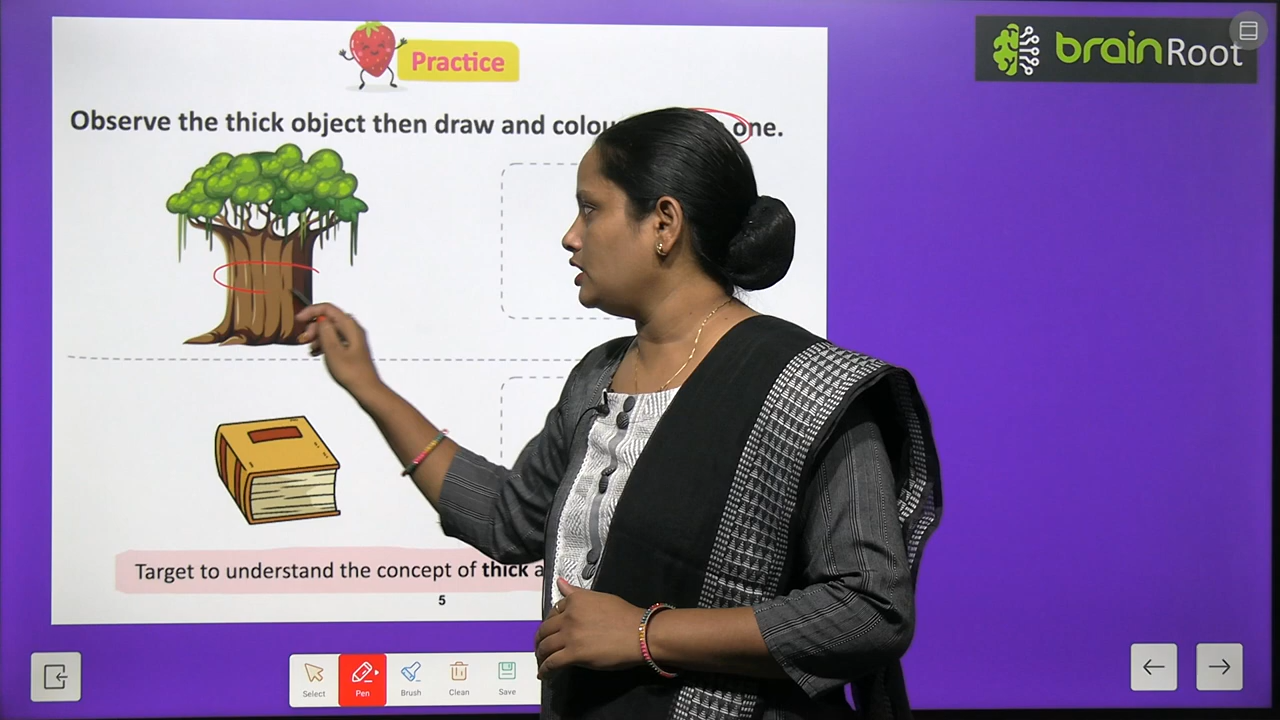 Practice
brainRoot
Observe the thick object then draw and colou one.
Target to understand the concept of thick a
5
Select
Pen
Brush
Clean
Save